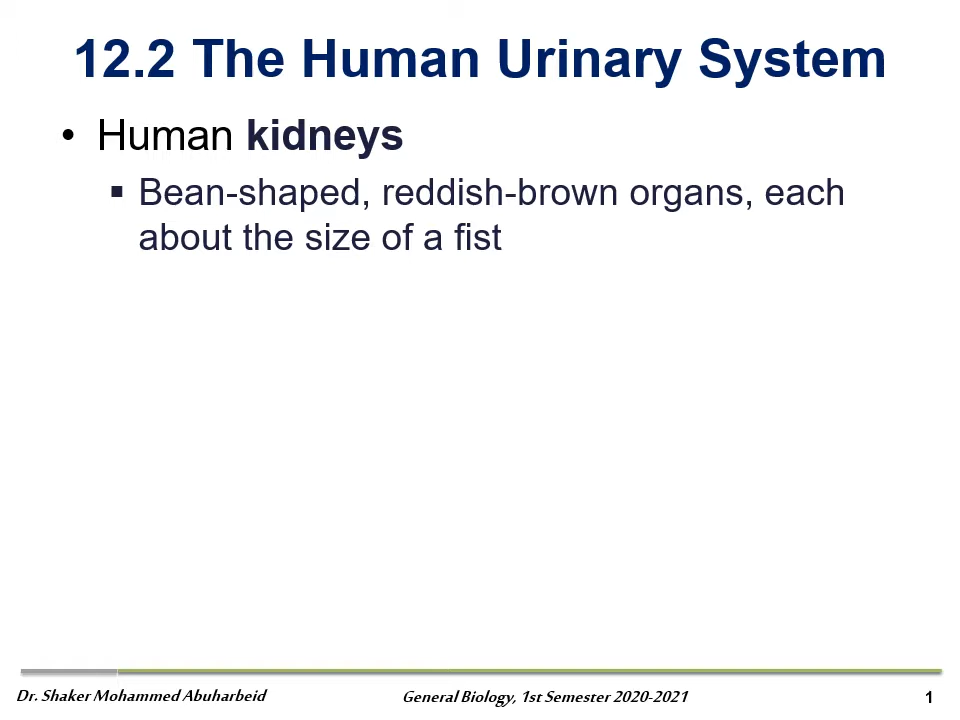 12.2 The Human Urinary System
• Human kidneys
▪ Bean-shaped, reddish-brown organs, each
about the size of a fist
Dr. Shaker Mohammed Abuharbeid
General Biology, 1st Semester 2020-2021
1